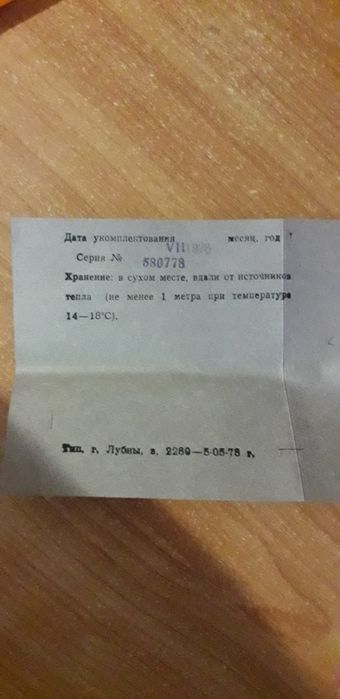 Дата укомплектования месяц, год
VII
Серия № 580778
Хранение: в сухом месте, вдали от источников
тепла (не менее 1 метра при температуре
14—18°С).
Тип. г. Лубны, з. 2289—5-05-78 г.